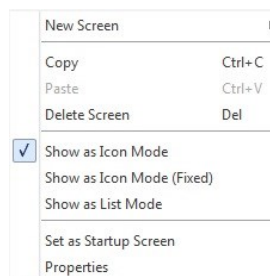 New Screen
Copy Ctrl+C
Paste Ctrl+V
Delete Screen Del
Show as Icon Mode
Show as Icon Mode (Fixed)
Show as List Mode
Set as Startup Screen
Properties